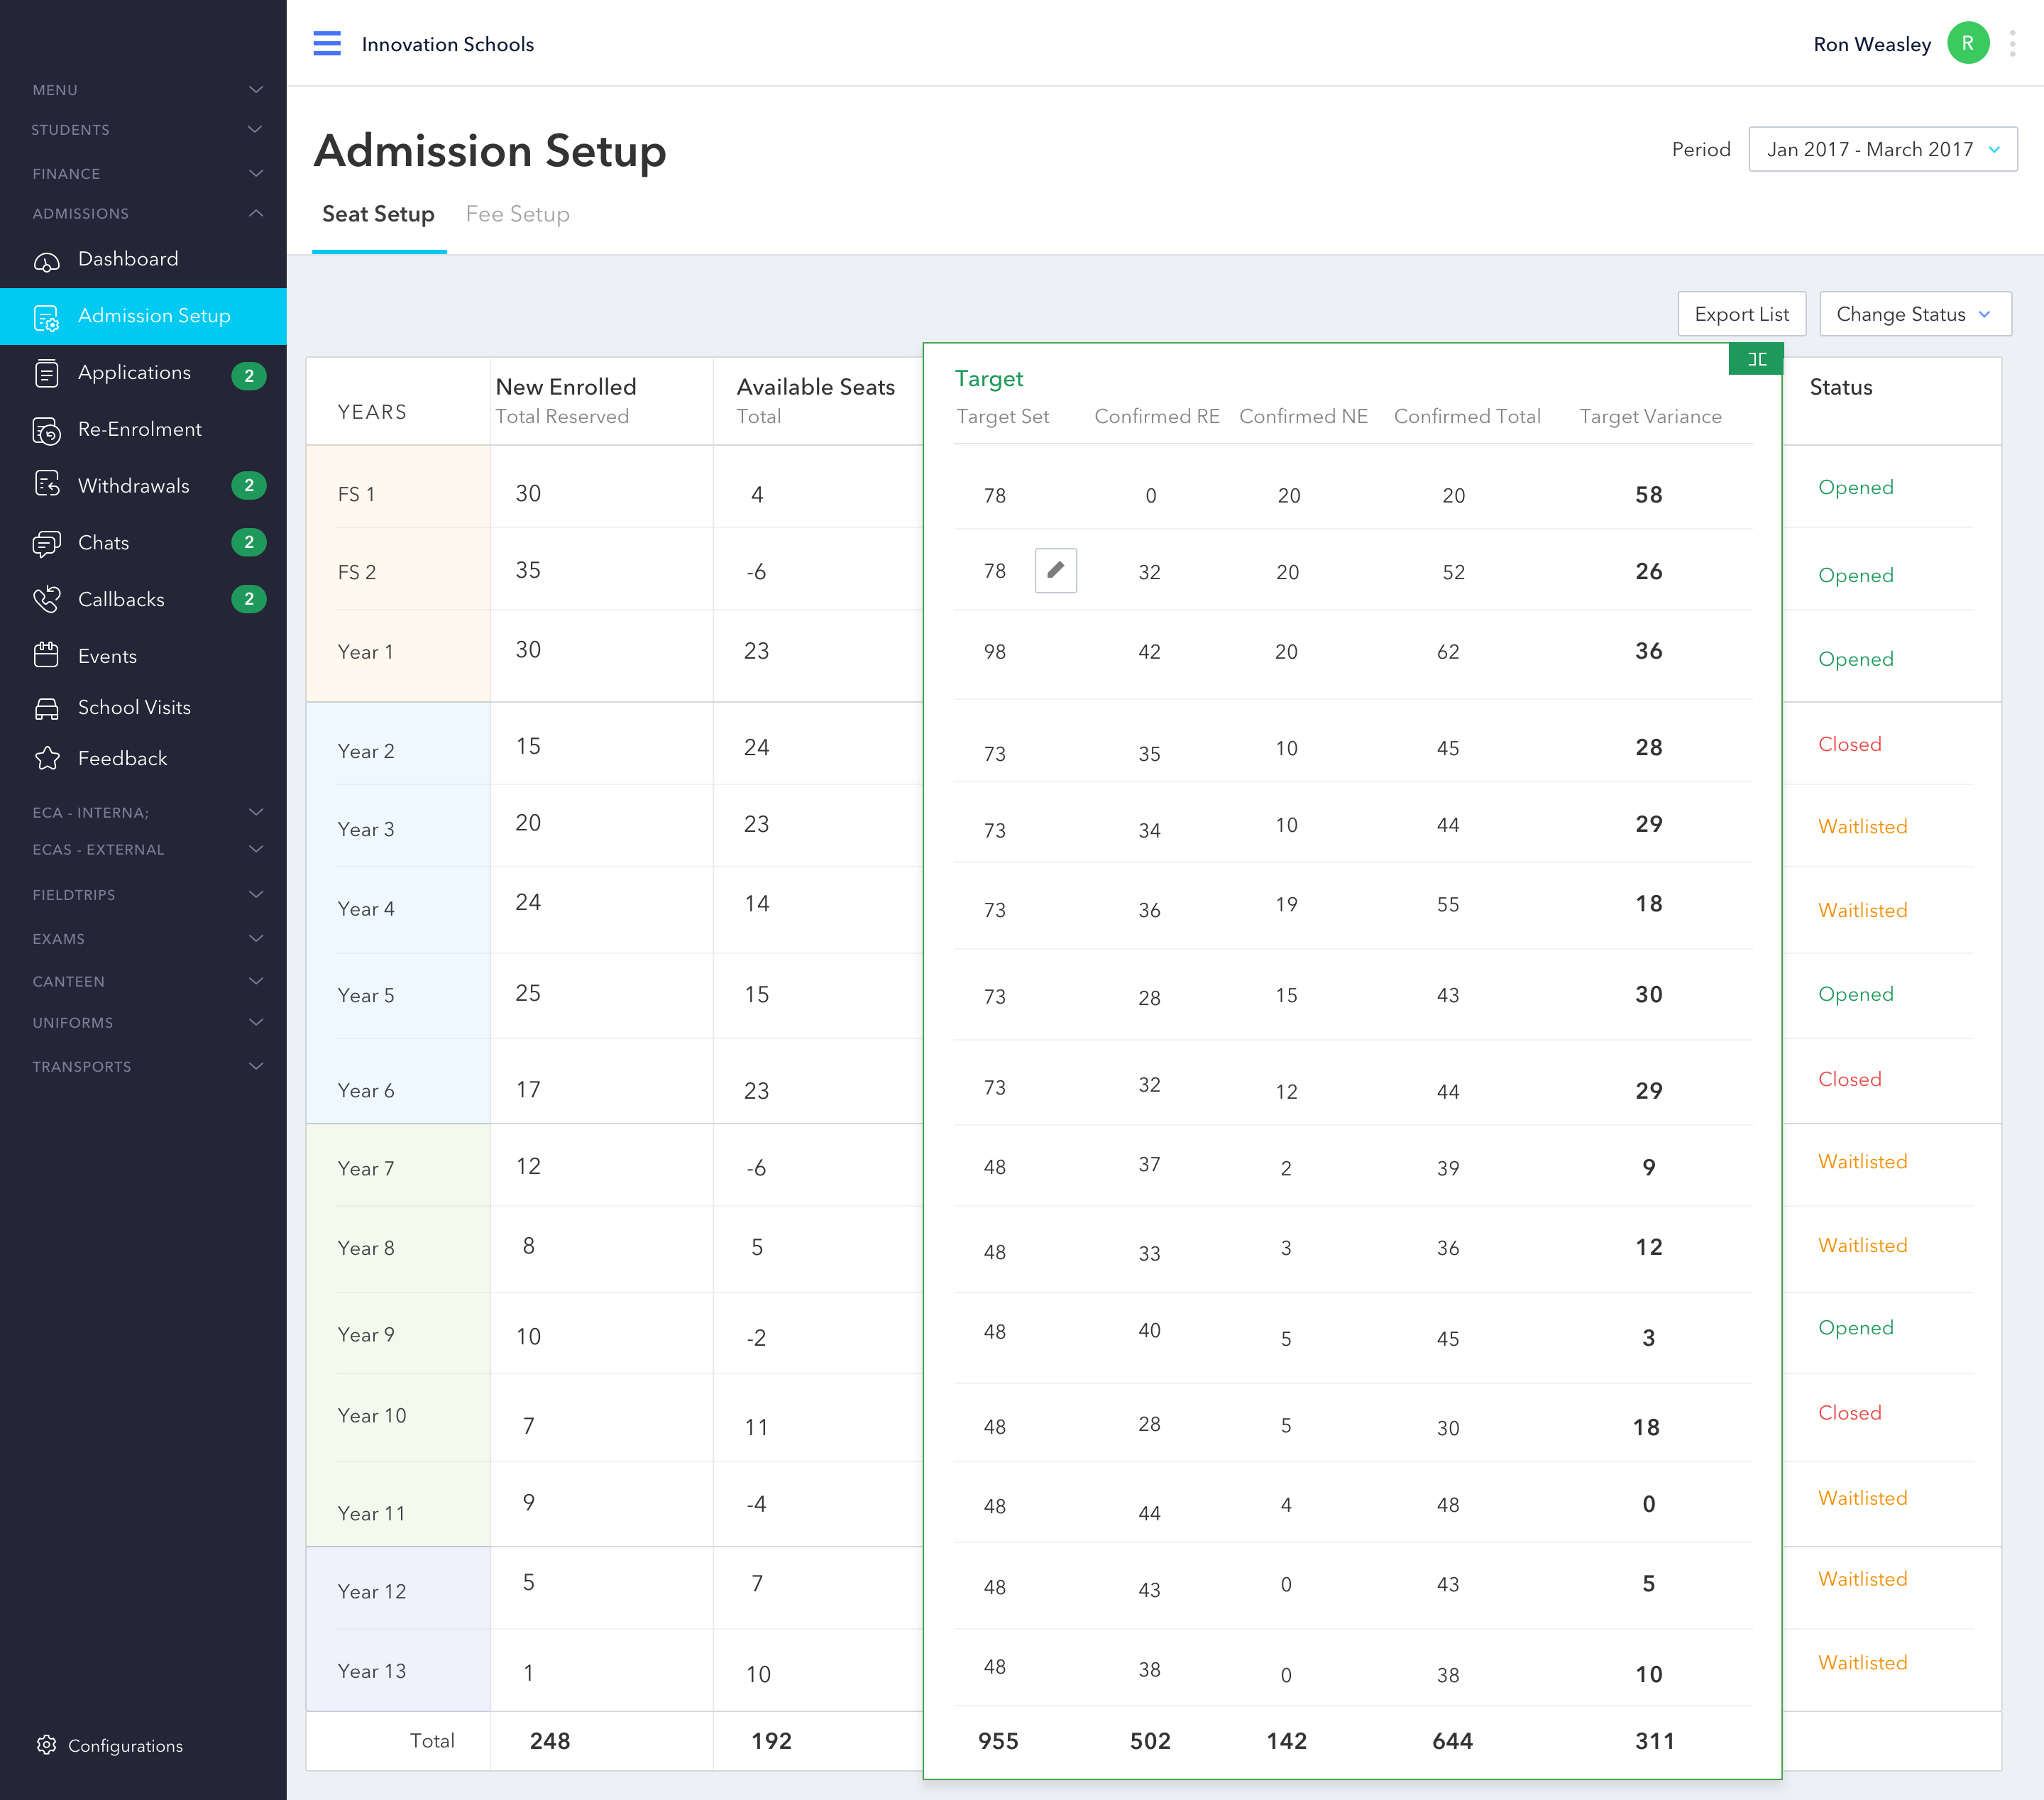 Innovation Schools
Ron Weasley R
MENU
STUDENTS
FINANCE
ADMISSIONS
Dashboard
Admission Setup
Applications 2
Re-Enrolment
Withdrawals 2
Chats 2
Callbacks 2
Events
School Visits
Feedback
ECA - INTERNA;
ECAS - EXTERNAL
FIELDTRIPS
EXAMS
CANTEEN
UNIFORMS
TRANSPORTS
Configurations
Admission Setup
Period Jan 2017 - March 2017
Seat Setup Fee Setup
Export List Change Status
YEARS New Enrolled Available Seats Target Status
Total Reserved Total Target Set Confirmed RE Confirmed NE Confirmed Total Target Variance
FS 1 30 4 78 0 20 20 58 Opened
FS 2 35 -6 78 32 20 52 26 Opened
Year 1 30 23 98 42 20 62 36 Opened
Year 2 15 24 73 35 10 45 28 Closed
Year 3 20 23 73 34 10 44 29 Waitlisted
Year 4 24 14 73 36 19 55 18 Waitlisted
Year 5 25 15 73 28 15 43 30 Opened
Year 6 17 23 73 32 12 44 29 Closed
Year 7 12 -6 48 37 2 39 9 Waitlisted
Year 8 8 5 48 33 3 36 12 Waitlisted
Year 9 10 -2 48 40 5 45 3 Opened
Year 10 7 11 48 28 5 30 18 Closed
Year 11 9 -4 48 44 4 48 0 Waitlisted
Year 12 5 7 48 43 0 43 5 Waitlisted
Year 13 1 10 48 38 0 38 10 Waitlisted
Total 248 192 955 502 142 644 311